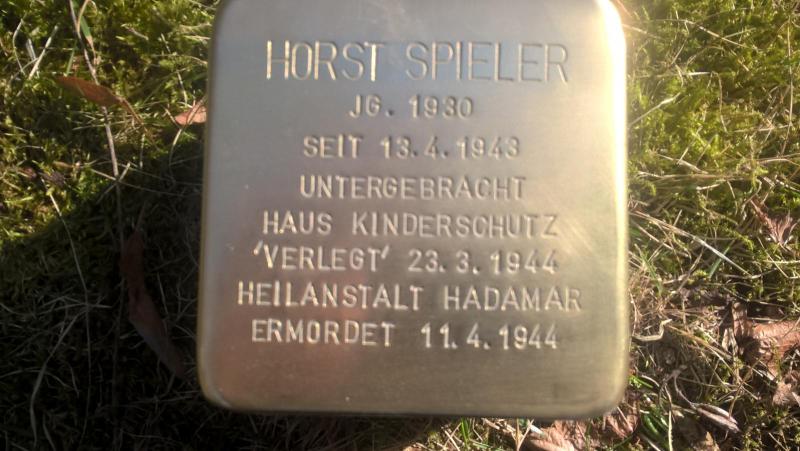 HORST SPIELER
JG. 1930
SEIT 13.4.1943
UNTERGEBRACHT
HAUS KINDERSCHUTZ
'VERLEGT' 23.3.1944
HEILANSTALT HADAMAR
ERMORDET 11.4.1944